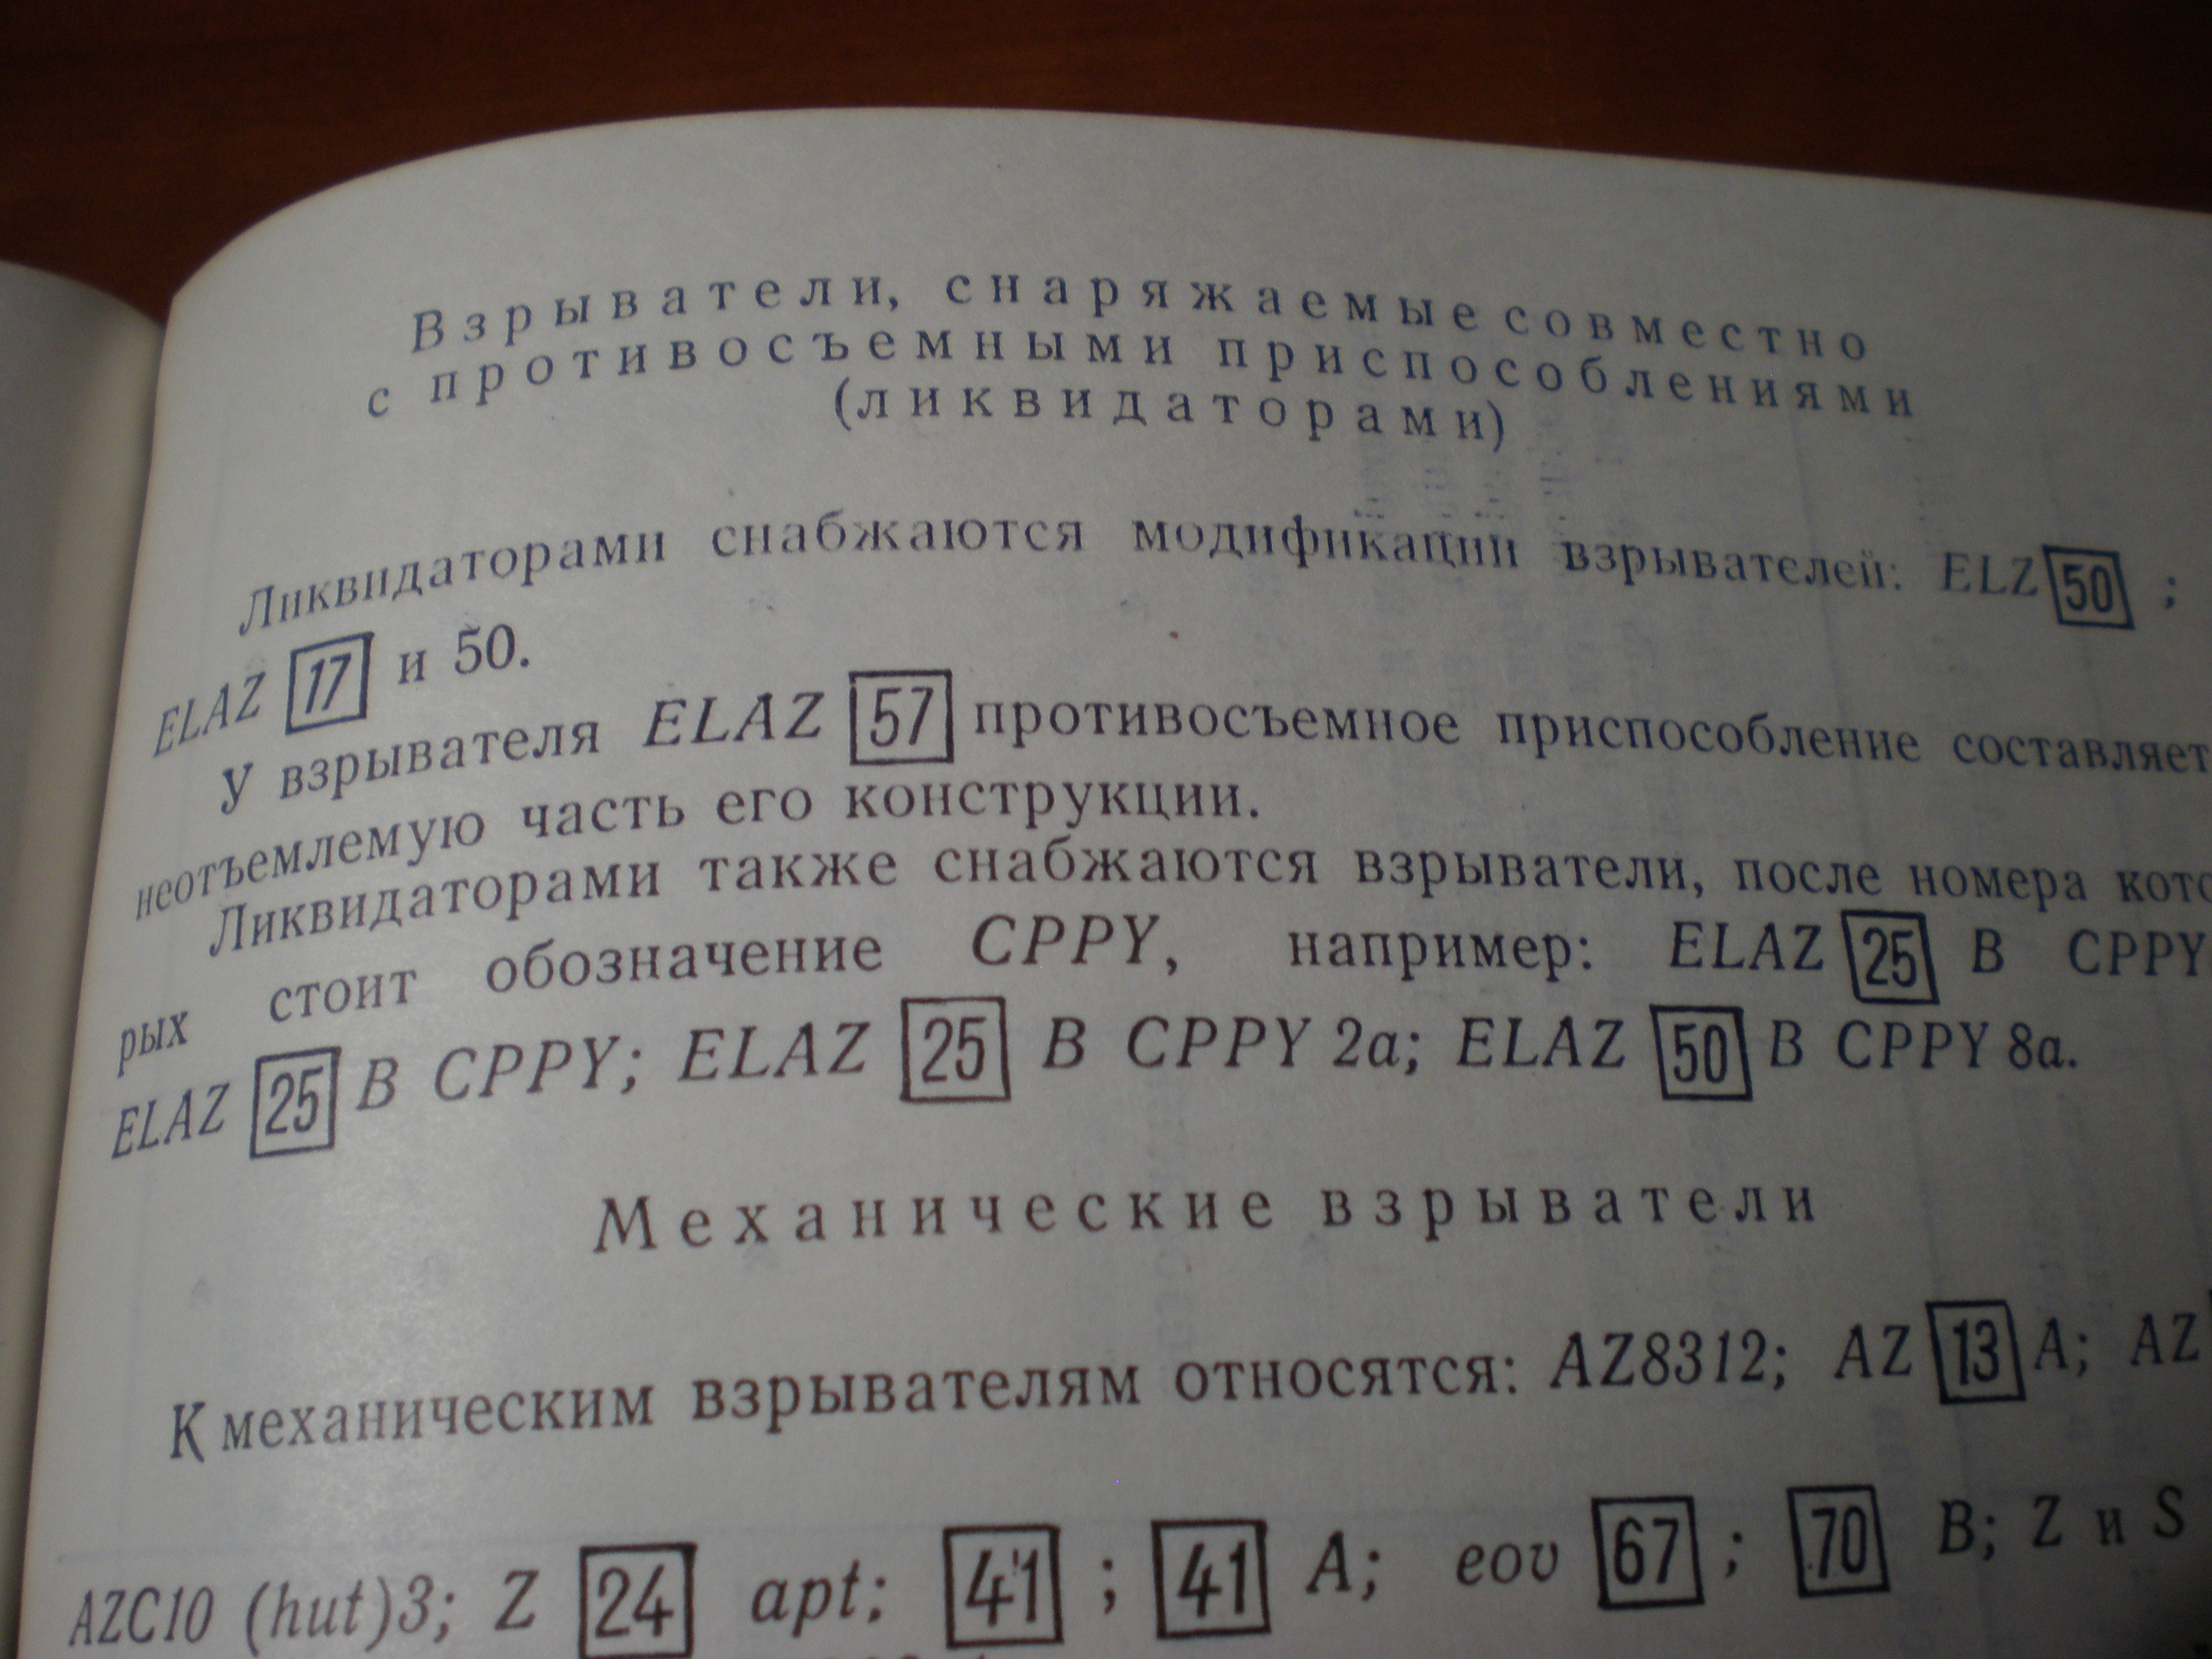 Взрыватели, снаряжаемые совместно
с противосъемными приспособлениями
(ликвидаторами)
Ликвидаторами снабжаются модификации взрывателей: ELZ 50 ;
ELAZ 17 и 50.
У взрывателя ELAZ 57 противосъемное приспособление составляет
неотъемлемую часть его конструкции.
Ликвидаторами также снабжаются взрыватели, после номера кото
рых стоит обозначение CPPY, например: ELAZ 25 B CPPY
ELAZ 25 B CPPY; ELAZ 25 B CPPY 2a; ELAZ 50 B CPPY 8a.
Механические взрыватели
К механическим взрывателям относятся: AZ8312; AZ 13 A; AZ
AZC10 (hut)3; Z 24 apt; 41 ; 41 A; eov 67 ; 70 B; Z и S